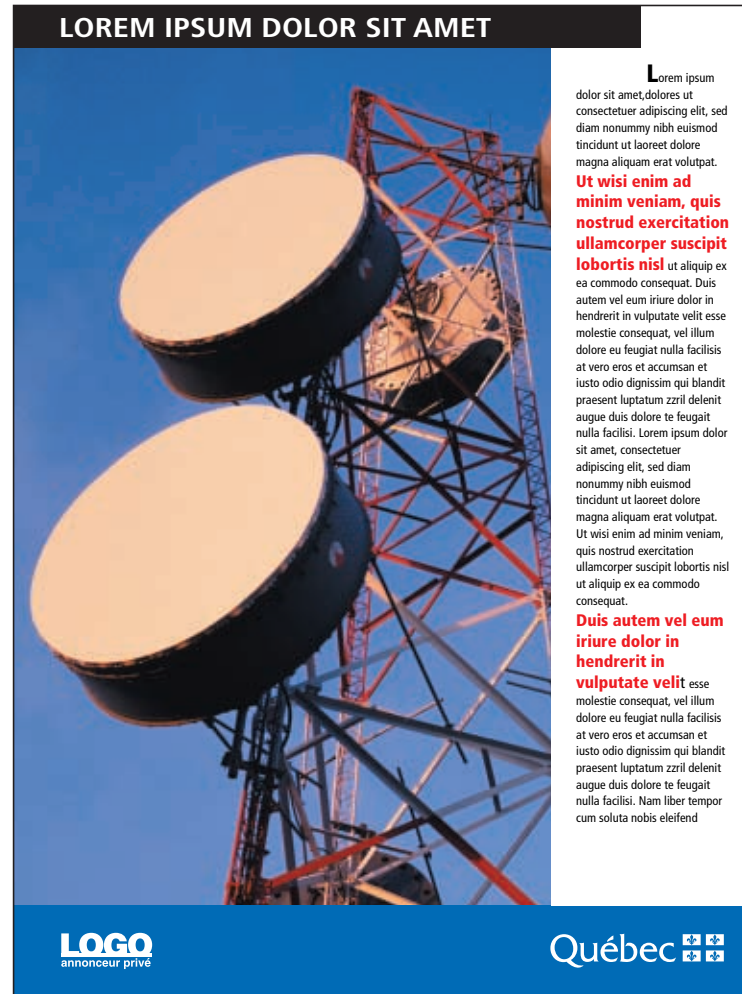 LOREM IPSUM DOLOR SIT AMET
Lorem ipsum
dolor sit amet,dolores ut
consectetuer adipiscing elit, sed
diam nonummy nibh euismod
tincidunt ut laoreet dolore
magna aliquam erat volutpat.
Ut wisi enim ad
minim veniam, quis
nostrud exercitation
ullamcorper suscipit
lobortis nisl ut aliquip ex
ea commodo consequat. Duis
autem vel eum iriure dolor in
hendrerit in vulputate velit esse
molestie consequat, vel illum
dolore eu feugiat nulla facilisis
at vero eros et accumsan et
iusto odio dignissim qui blandit
praesent luptatum zzril delenit
augue duis dolore te feugait
nulla facilisi. Lorem ipsum dolor
sit amet, consectetuer
adipiscing elit, sed diam
nonummy nibh euismod
tincidunt ut laoreet dolore
magna aliquam erat volutpat.
Ut wisi enim ad minim veniam,
quis nostrud exercitation
ullamcorper suscipit lobortis nisl
ut aliquip ex ea commodo
consequat.
Duis autem vel eum
iriure dolor in
hendrerit in
vulputate velit esse
molestie consequat, vel illum
dolore eu feugiat nulla facilisis
at vero eros et accumsan et
iusto odio dignissim qui blandit
praesent luptatum zzril delenit
augue duis dolore te feugait
nulla facilisi. Nam liber tempor
cum soluta nobis eleifend
LOGO
annonceur privé
Québec